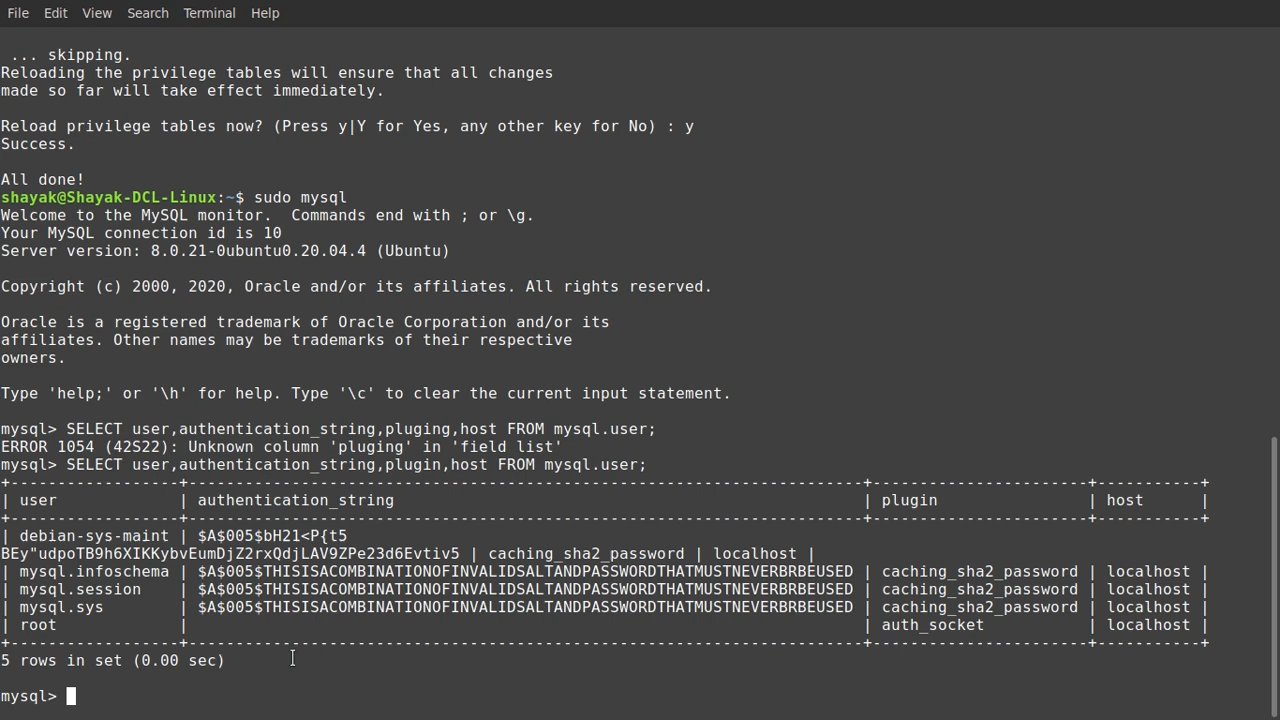 File Edit View Search Terminal Help
 ... skipping.
Reloading the privilege tables will ensure that all changes
made so far will take effect immediately.
Reload privilege tables now? (Press y|Y for Yes, any other key for No) : y
Success.
All done!
shayak@Shayak-DCL-Linux:~$ sudo mysql
Welcome to the MySQL monitor.  Commands end with ; or \g.
Your MySQL connection id is 10
Server version: 8.0.21-0ubuntu0.20.04.4 (Ubuntu)
Copyright (c) 2000, 2020, Oracle and/or its affiliates. All rights reserved.
Oracle is a registered trademark of Oracle Corporation and/or its
affiliates. Other names may be trademarks of their respective
owners.
Type 'help;' or '\h' for help. Type '\c' to clear the current input statement.
mysql> SELECT user,authentication_string,pluging,host FROM mysql.user;
ERROR 1054 (42S22): Unknown column 'pluging' in 'field list'
mysql> SELECT user,authentication_string,plugin,host FROM mysql.user;
+------------------+------------------------------------------------------------------------+-----------------------+-----------+
| user             | authentication_string                                                  | plugin                | host      |
+------------------+------------------------------------------------------------------------+-----------------------+-----------+
| debian-sys-maint | $A$005$bH21<P{t5
BEy"udpoTB9h6XIKKybvEumDjZ2rxQdjLAV9ZPe23d6Evtiv5 | caching_sha2_password | localhost |
| mysql.infoschema | $A$005$THISISACOMBINATIONOFINVALIDSALTANDPASSWORDTHATMUSTNEVERBRBEUSED | caching_sha2_password | localhost |
| mysql.session    | $A$005$THISISACOMBINATIONOFINVALIDSALTANDPASSWORDTHATMUSTNEVERBRBEUSED | caching_sha2_password | localhost |
| mysql.sys        | $A$005$THISISACOMBINATIONOFINVALIDSALTANDPASSWORDTHATMUSTNEVERBRBEUSED | caching_sha2_password | localhost |
| root             |                                                                        | auth_socket           | localhost |
+------------------+------------------------------------------------------------------------+-----------------------+-----------+
5 rows in set (0.00 sec)
mysql>